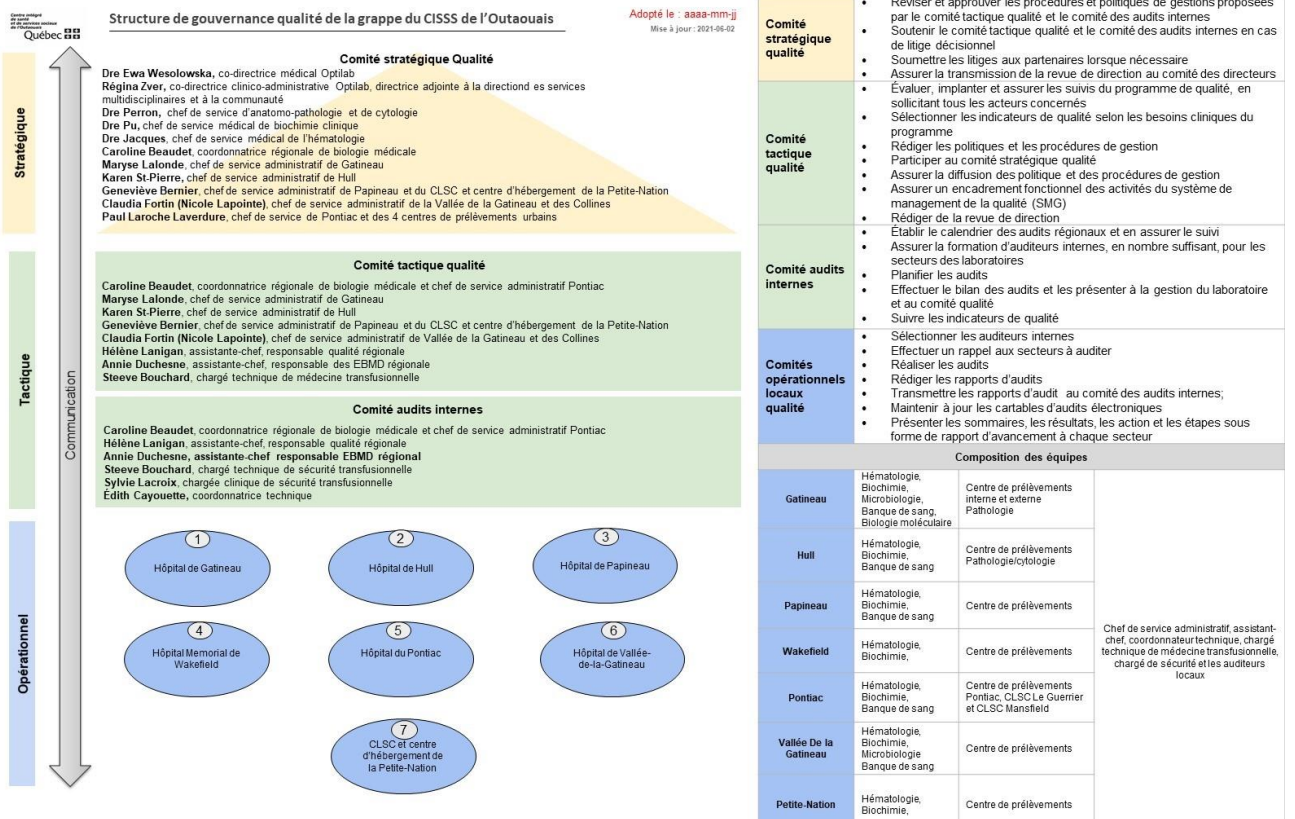 Centre intégré
de santé
et de services sociaux
de l'Outaouais
Québec
Structure de gouvernance qualité de la grappe du CISSS de l'Outaouais
Adopté le : aaaa-mm-jj
Mise à jour : 2021-06-02
Stratégique
Comité stratégique Qualité
Dre Ewa Wesolowska, co-directrice médical Optilab
Régina Zver, co-directrice clinico-administrative Optilab, directrice adjointe à la directiond es services
multidisciplinaires et à la communauté
Dre Perron, chef de service d'anatomo-pathologie et de cytologie
Dre Pu, chef de service médical de biochimie clinique
Dre Jacques, chef de service médical de l'hématologie
Caroline Beaudet, coordonnatrice régionale de biologie médicale
Maryse Lalonde, chef de service administratif de Gatineau
Karen St-Pierre, chef de service administratif de Hull
Geneviève Bernier, chef de service administratif de Papineau et du CLSC et centre d'hébergement de la Petite-Nation
Claudia Fortin (Nicole Lapointe), chef de service administratif de la Vallée de la Gatineau et des Collines
Paul Laroche Laverdure, chef de service de Pontiac et des 4 centres de prélèvements urbains
Tactique
Communication
Comité tactique qualité
Caroline Beaudet, coordonnatrice régionale de biologie médicale et chef de service administratif Pontiac
Maryse Lalonde, chef de service administratif de Gatineau
Karen St-Pierre, chef de service administratif de Hull
Geneviève Bernier, chef de service administratif de Papineau et du CLSC et centre d'hébergement de la Petite-Nation
Claudia Fortin (Nicole Lapointe), chef de service administratif de Vallée de la Gatineau et des Collines
Hélène Lanigan, assistante-chef, responsable qualité régionale
Annie Duchesne, assistante-chef, responsable des EBMD régionale
Steeve Bouchard, chargé technique de médecine transfusionnelle
Comité audits internes
Caroline Beaudet, coordonnatrice régionale de biologie médicale et chef de service administratif Pontiac
Hélène Lanigan, assistante-chef, responsable qualité régionale
Annie Duchesne, assistante-chef responsable EBMD régional
Steeve Bouchard, chargé technique de sécurité transfusionnelle
Sylvie Lacroix, chargée clinique de sécurité transfusionnelle
Édith Cayouette, coordonnatrice technique
Opérationnel
1
Hôpital de Gatineau
2
Hôpital de Hull
3
Hôpital de Papineau
4
Hôpital Memorial de
Wakefield
5
Hôpital du Pontiac
6
Hôpital de Vallée-
de-la-Gatineau
7
CLSC et centre
d'hébergement de
la Petite-Nation
Comité
stratégique
qualité
• Réviser et approuver les procédures et politiques de gestions proposées
par le comité tactique qualité et le comité des audits internes
• Soutenir le comité tactique qualité et le comité des audits internes en cas
de litige décisionnel
• Soumettre les litiges aux partenaires lorsque nécessaire
• Assurer la transmission de la revue de direction au comité des directeurs
Comité
tactique
qualité
• Évaluer, implanter et assurer les suivis du programme de qualité, en
sollicitant tous les acteurs concernés
• Sélectionner les indicateurs de qualité selon les besoins cliniques du
programme
• Rédiger les politiques et les procédures de gestion
• Participer au comité stratégique qualité
• Assurer la diffusion des politique et des procédures de gestion
• Assurer un encadrement fonctionnel des activités du système de
management de la qualité (SMG)
• Rédiger de la revue de direction
Comité audits
internes
• Établir le calendrier des audits régionaux et en assurer le suivi
• Assurer la formation d'auditeurs internes, en nombre suffisant, pour les
secteurs des laboratoires
• Planifier les audits
• Effectuer le bilan des audits et les présenter à la gestion du laboratoire
et au comité qualité
• Suivre les indicateurs de qualité
Comités
opérationnels
locaux
qualité
• Sélectionner les auditeurs internes
• Effectuer un rappel aux secteurs à auditer
• Réaliser les audits
• Rédiger les rapports d'audits
• Transmettre les rapports d'audit au comité des audits internes;
• Maintenir à jour les cartables d'audits électroniques
• Présenter les sommaires, les résultats, les action et les étapes sous
forme de rapport d'avancement à chaque secteur
Composition des équipes
Gatineau
Hématologie,
Biochimie,
Microbiologie,
Banque de sang,
Biologie moléculaire
Centre de prélèvements
interne et externe
Pathologie
Hull
Hématologie,
Biochimie,
Banque de sang
Centre de prélèvements
Pathologie/cytologie
Papineau
Hématologie,
Biochimie,
Banque de sang
Centre de prélèvements
Wakefield
Hématologie,
Biochimie,
Centre de prélèvements
Pontiac
Hématologie,
Biochimie,
Banque de sang
Centre de prélèvements
Pontiac, CLSC Le Guerrier
et CLSC Mansfield
Vallée De la
Gatineau
Hématologie,
Biochimie,
Microbiologie
Banque de sang
Centre de prélèvements
Petite-Nation
Hématologie,
Biochimie,
Centre de prélèvements
Chef de service administratif, assistant-
chef, coordonnateur technique, chargé
technique de médecine transfusionnelle,
chargé de sécurité et les auditeurs
locaux